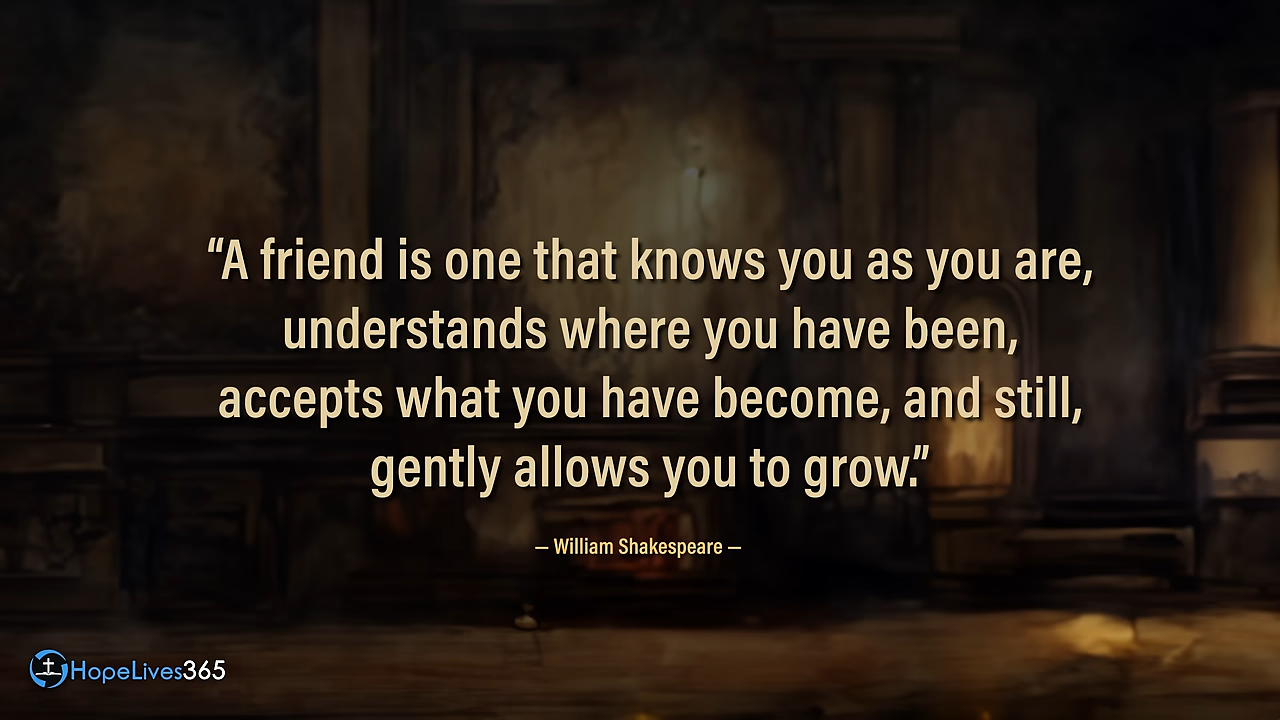 “A friend is one that knows you as you are,
understands where you have been,
accepts what you have become, and still,
gently allows you to grow.”
— William Shakespeare —
HopeLives365